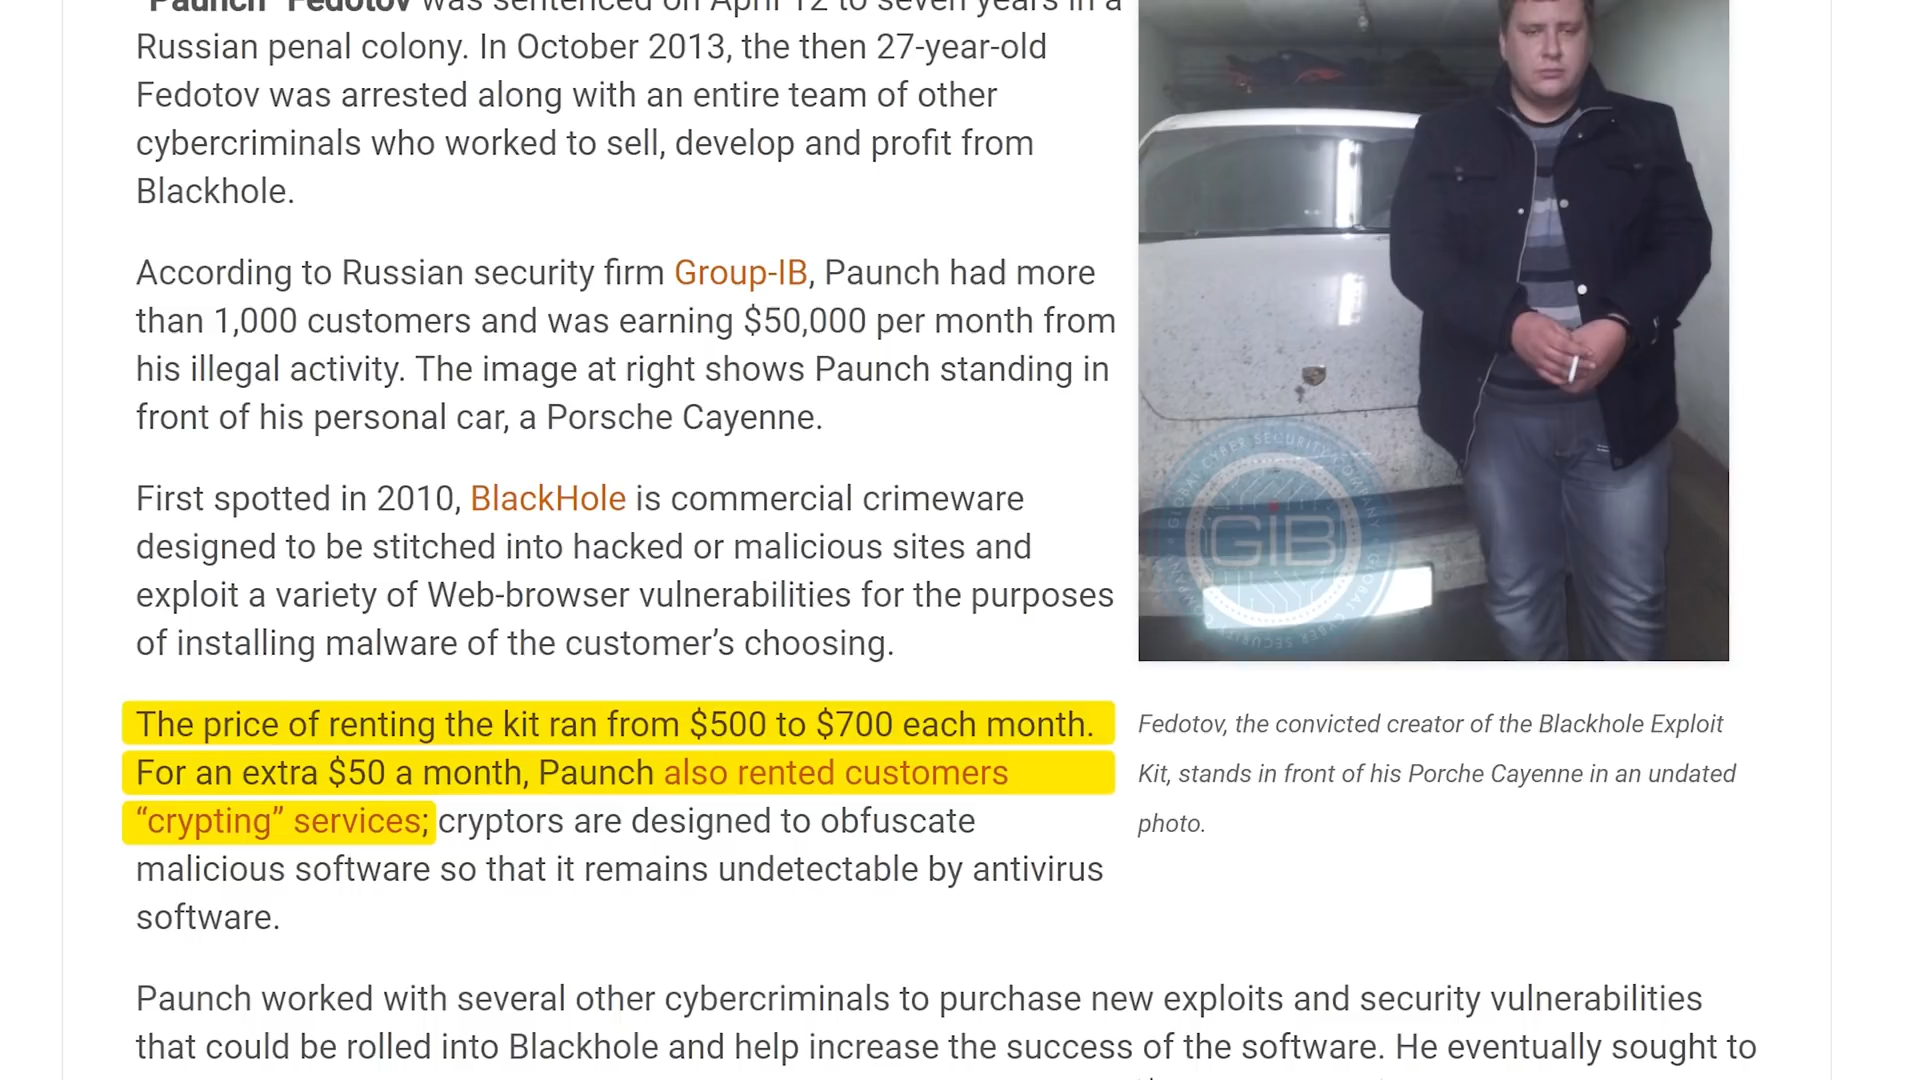 "Paunch" Fedotov was sentenced on April 12 to seven years in a
Russian penal colony. In October 2013, the then 27-year-old
Fedotov was arrested along with an entire team of other
cybercriminals who worked to sell, develop and profit from
Blackhole.
According to Russian security firm Group-IB, Paunch had more
than 1,000 customers and was earning $50,000 per month from
his illegal activity. The image at right shows Paunch standing in
front of his personal car, a Porsche Cayenne.
First spotted in 2010, BlackHole is commercial crimeware
designed to be stitched into hacked or malicious sites and
exploit a variety of Web-browser vulnerabilities for the purposes
of installing malware of the customer’s choosing.
The price of renting the kit ran from $500 to $700 each month.
For an extra $50 a month, Paunch also rented customers
“crypting” services; cryptors are designed to obfuscate
malicious software so that it remains undetectable by antivirus
software.
GLOBAL CYBER SECURITY COMPANY
GIB
GLOBAL CYBER SECURITY COMPANY
Fedotov, the convicted creator of the Blackhole Exploit
Kit, stands in front of his Porche Cayenne in an undated
photo.
Paunch worked with several other cybercriminals to purchase new exploits and security vulnerabilities
that could be rolled into Blackhole and help increase the success of the software. He eventually sought to